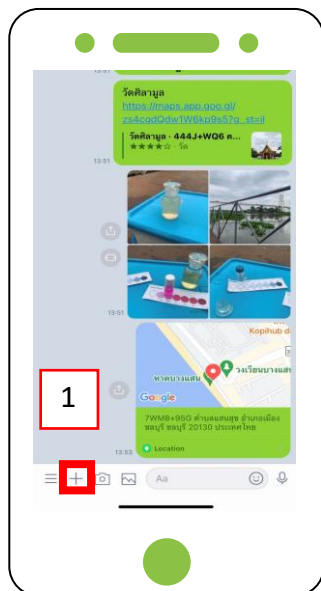 วัดศิลามูล
https://maps.app.goo.gl/
zs4cqdQdw1W6kp9s5?g_st=il
วัดศิลามูล · 444J+WQ6 ต...
★★★★☆ · วัด
13:51
13:51
Kopihub
วงเวียนบางแสน
หาดบางแสน
Google
7WM8+95G ตำบลแสนสุข อำเภอเมือง
ชลบุรี ชลบุรี 20130 ประเทศไทย
Location
13:53
1
Aa